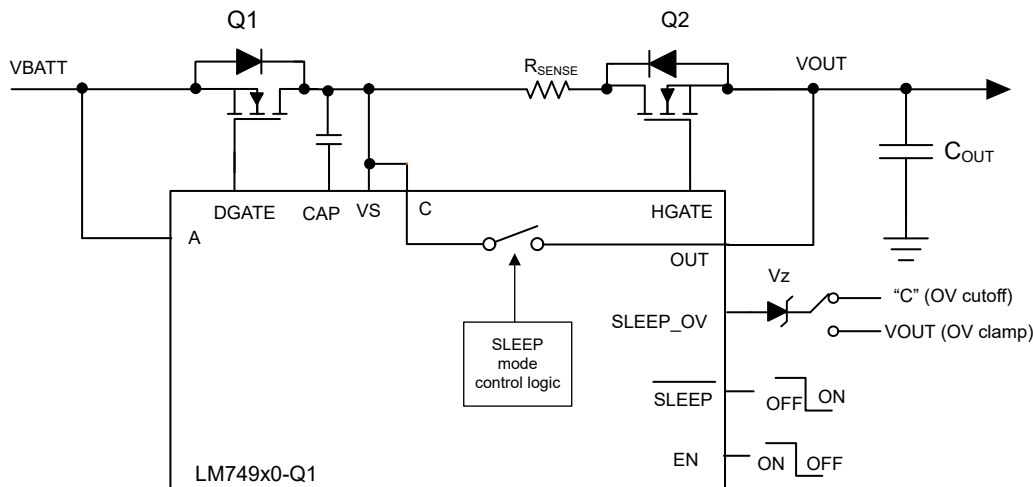 Q1
Q2
VBATT
RSENSE
VOUT
COUT
DGATE
CAP
VS
C
HGATE
A
OUT
Vz
“C” (OV cutoff)
SLEEP_OV
VOUT (OV clamp)
SLEEP
mode
control logic
SLEEP
OFF
ON
EN
ON
OFF
LM749x0-Q1